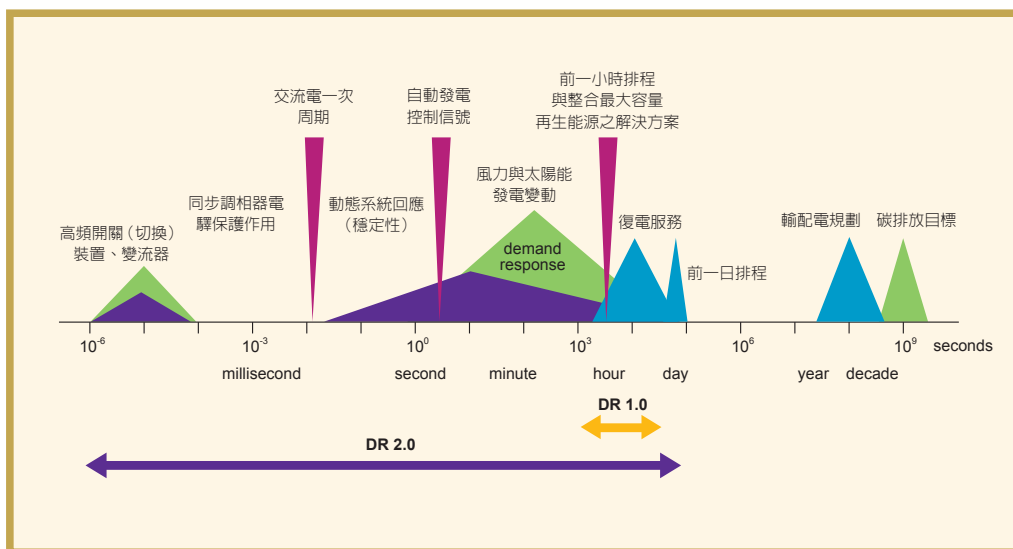 交流電一次
周期
自動發電
控制信號
前一小時排程
與整合最大容量
再生能源之解決方案
高頻開關(切換)
裝置、變流器
同步調相器電
驛保護作用
動態系統回應
(穩定性)
風力與太陽能
發電變動
demand
response
復電服務
前一日排程
輸配電規劃
碳排放目標
10-6
10-3
100
103
106
109
seconds
millisecond
second
minute
hour
day
year
decade
DR 1.0
DR 2.0